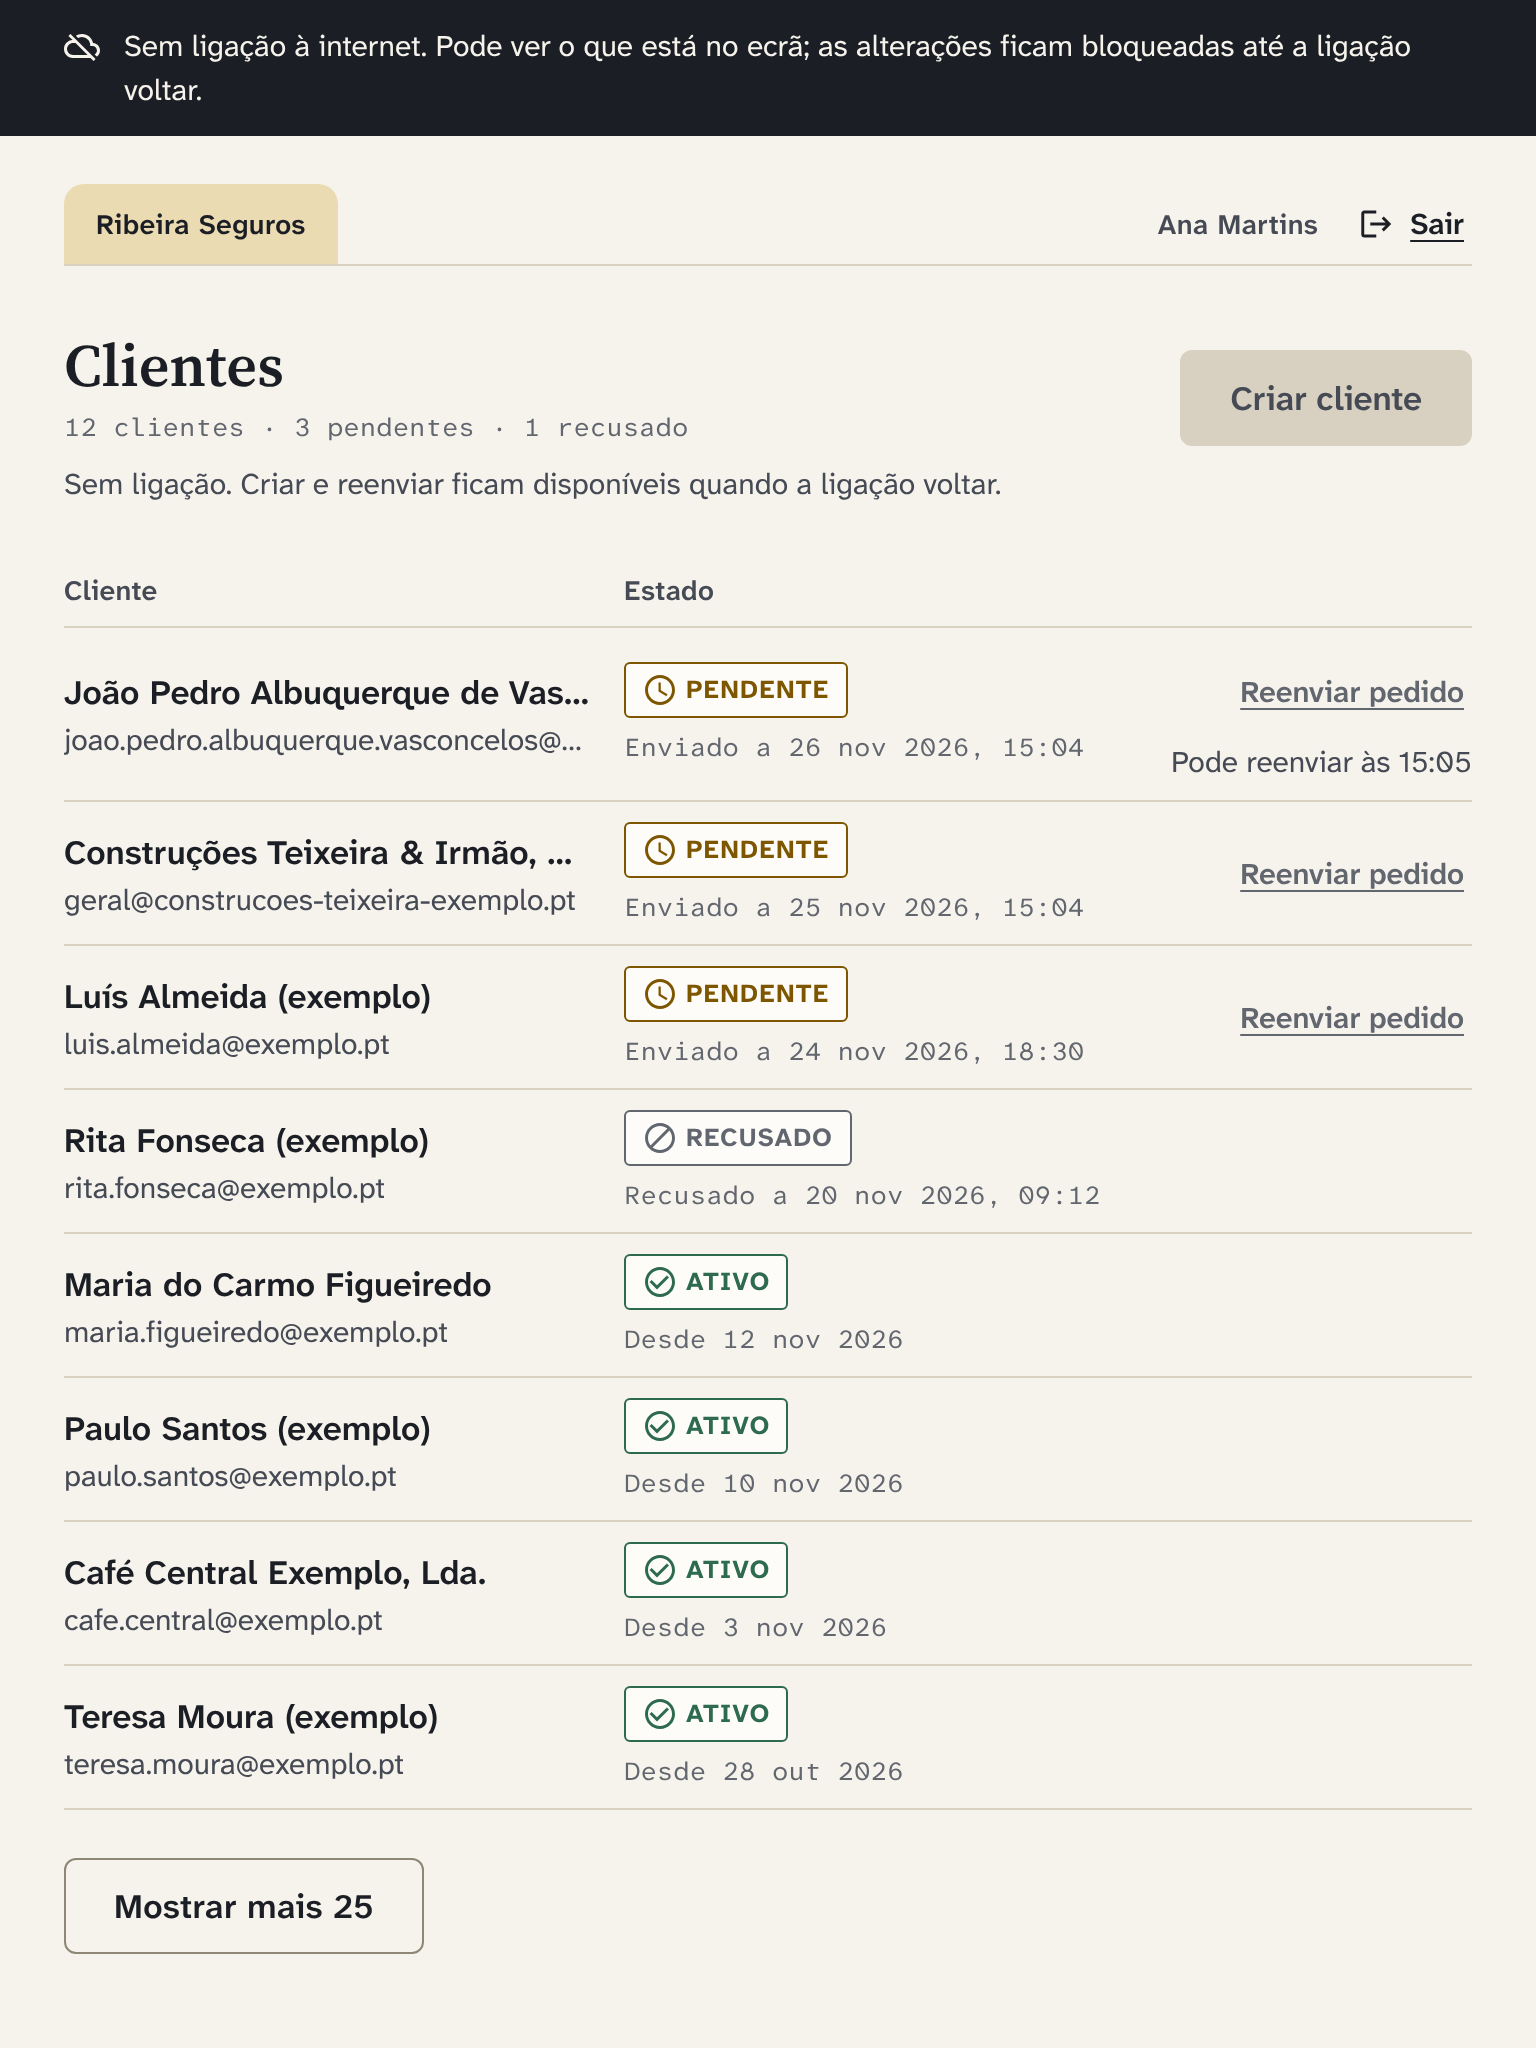 Sem ligação à internet. Pode ver o que está no ecrã; as alterações ficam bloqueadas até a ligação
voltar.
Ribeira Seguros
Ana Martins
Sair
Clientes
12 clientes · 3 pendentes · 1 recusado
Criar cliente
Sem ligação. Criar e reenviar ficam disponíveis quando a ligação voltar.
Cliente
Estado
João Pedro Albuquerque de Vas...
joao.pedro.albuquerque.vasconcelos@...
PENDENTE
Enviado a 26 nov 2026, 15:04
Reenviar pedido
Pode reenviar às 15:05
Construções Teixeira & Irmão, ...
geral@construcoes-teixeira-exemplo.pt
PENDENTE
Enviado a 25 nov 2026, 15:04
Reenviar pedido
Luís Almeida (exemplo)
luis.almeida@exemplo.pt
PENDENTE
Enviado a 24 nov 2026, 18:30
Reenviar pedido
Rita Fonseca (exemplo)
rita.fonseca@exemplo.pt
RECUSADO
Recusado a 20 nov 2026, 09:12
Maria do Carmo Figueiredo
maria.figueiredo@exemplo.pt
ATIVO
Desde 12 nov 2026
Paulo Santos (exemplo)
paulo.santos@exemplo.pt
ATIVO
Desde 10 nov 2026
Café Central Exemplo, Lda.
cafe.central@exemplo.pt
ATIVO
Desde 3 nov 2026
Teresa Moura (exemplo)
teresa.moura@exemplo.pt
ATIVO
Desde 28 out 2026
Mostrar mais 25